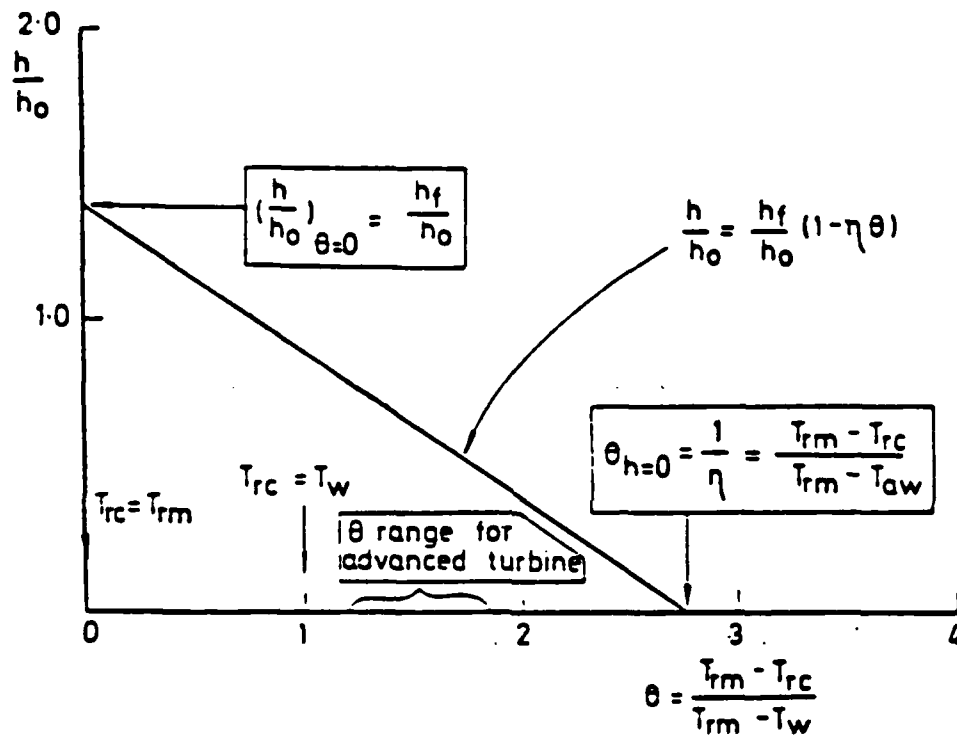 2·0
h/h₀
(h/h₀)θ=0 = hf/h₀
h/h₀ = hf/h₀ (1-ηθ)
1·0
θh=0 = 1/η = (Trm - Trc)/(Trm - Taw)
Trc = Tw
Trc = Trm
θ range for
advanced turbine
0 1 2 3 4
θ = (Trm - Trc)/(Trm - Tw)